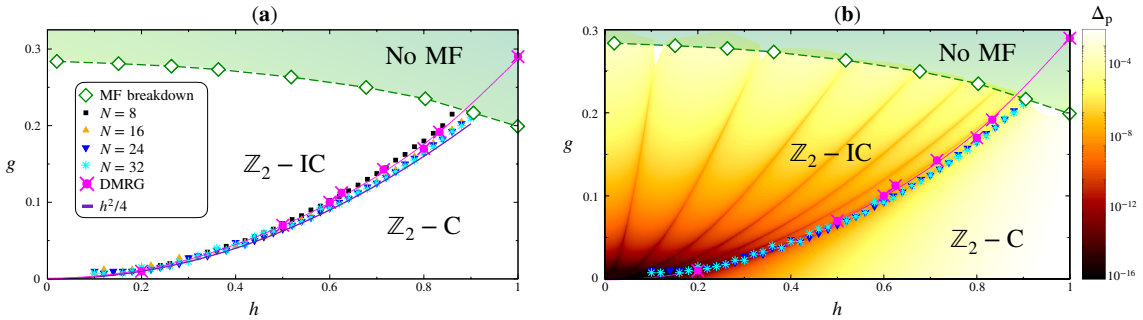 (a)
0.3
0.2
0.1
0
g
0
0.2
0.4
0.6
0.8
1
h
No MF
ℤ₂ − IC
ℤ₂ − C
MF breakdown
N = 8
N = 16
N = 24
N = 32
DMRG
h²/4
(b)
0.3
0.2
0.1
0
g
0
0.2
0.4
0.6
0.8
1
h
No MF
ℤ₂ − IC
ℤ₂ − C
Δₚ
10⁻⁴
10⁻⁸
10⁻¹²
10⁻¹⁶